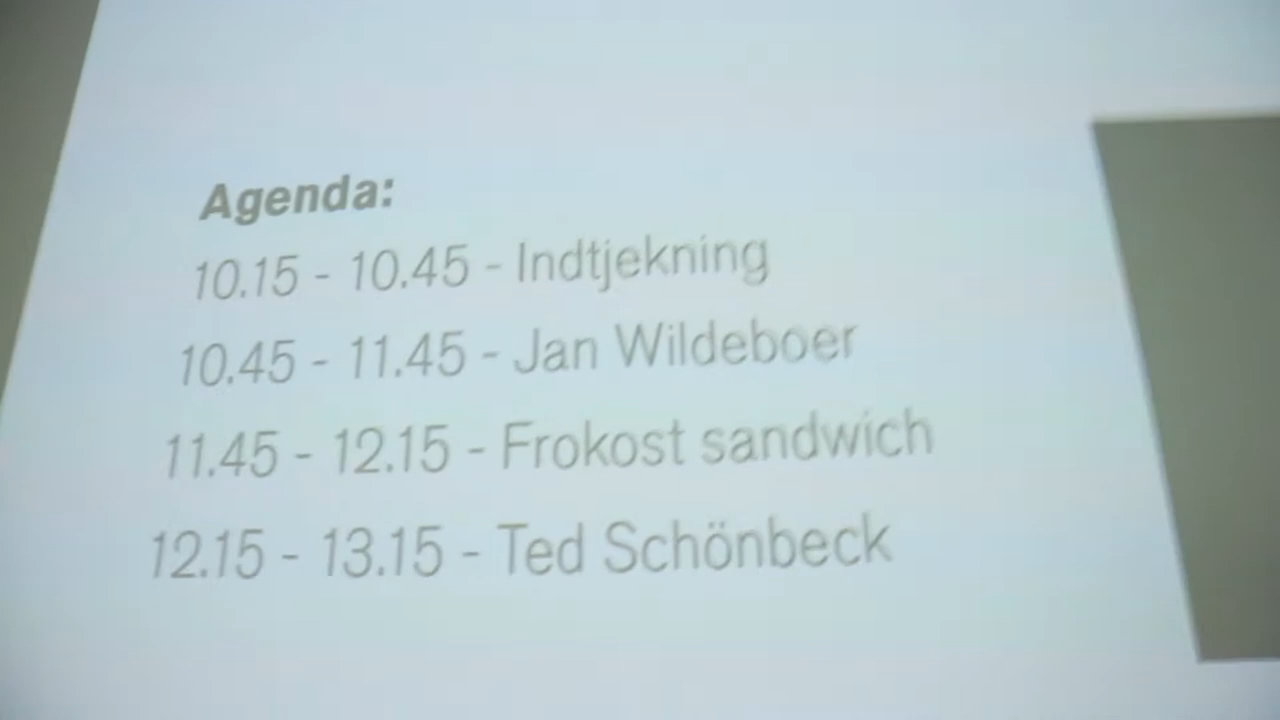 Agenda:
10.15 - 10.45 - Indtjekning
10.45 - 11.45 - Jan Wildeboer
11.45 - 12.15 - Frokost sandwich
12.15 - 13.15 - Ted Schönbeck